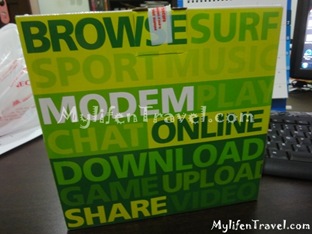 BROWSE SURF
SPORT MUSIC
MODEM PLAY
MylifenTravel.com
CHAT ONLINE
DOWNLOAD
GAME UPLOAD
SHARE VIDEO
MylifenTravel.com